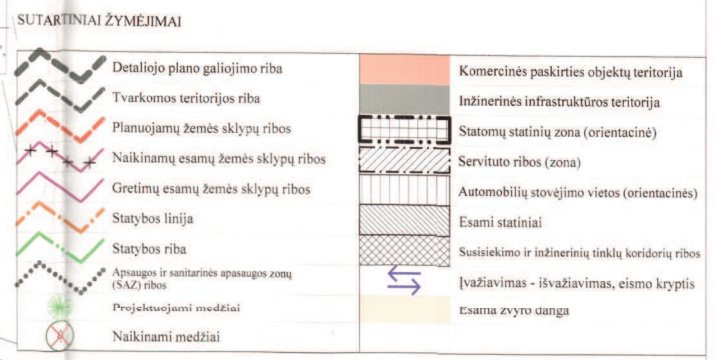 SUTARTINIAI ŽYMĖJIMAI
Detaliojo plano galiojimo riba
Tvarkomos teritorijos riba
Planuojamų žemės sklypų ribos
Naikinamų esamų žemės sklypų ribos
Gretimų esamų žemės sklypų ribos
Statybos linija
Statybos riba
Apsaugos ir sanitarinės apasaugos zonų
(SAZ) ribos
Projektuojami medžiai
Naikinami medžiai
Komercinės paskirties objektų teritorija
Inžinerinės infrastruktūros teritorija
Statomų statinių zona (orientacinė)
Servituto ribos (zona)
Automobilių stovėjimo vietos (orientacinės)
Esami statiniai
Susisiekimo ir inžinerinių tinklų koridorių ribos
Įvažiavimas - išvažiavimas, eismo kryptis
Esama žvyro danga